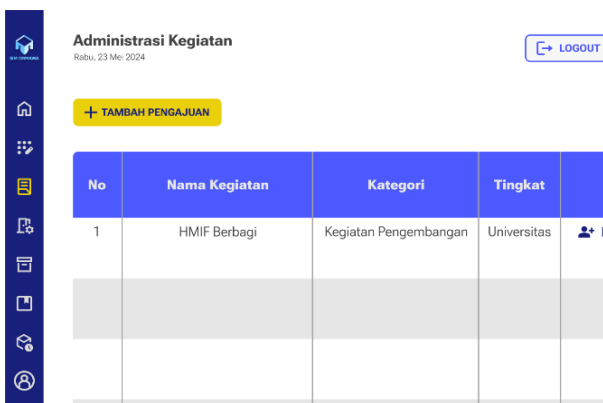 Administrasi Kegiatan
Rabu, 23 Mei 2024
LOGOUT
+ TAMBAH PENGAJUAN
No Nama Kegiatan Kategori Tingkat
1 HMIF Berbagi Kegiatan Pengembangan Universitas